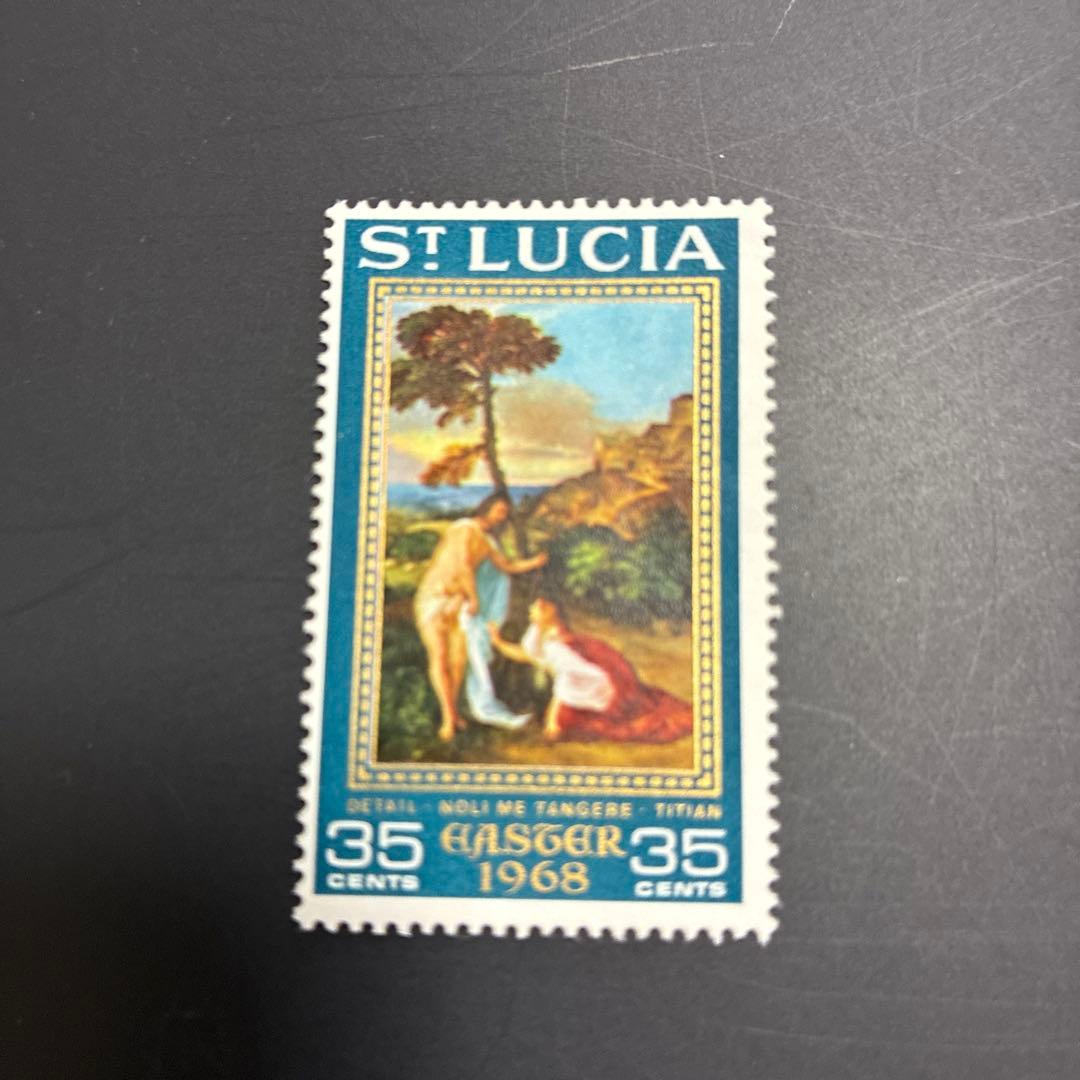 ST. LUCIA
DETAIL - NOLI ME TANGERE - TITIAN
35 EASTER 35
CENTS 1968 CENTS